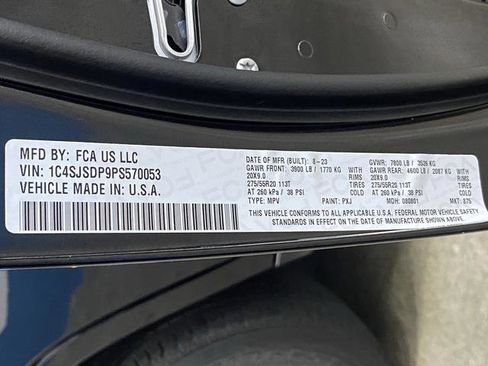 MFD BY: FCA US LLC
VIN: 1C4SJSDP9PS570053
VEHICLE MADE IN: U.S.A.
DATE OF MFR (BUILT): 8-23 GVWR: 7800 LB / 3538 KG
GAWR FRONT: 3900 LB / 1770 KG WITH GAWR REAR: 4600 LB / 2087 KG WITH
20X9.0 RIMS 20X9.0 RIMS
275/55R20 113T TIRES 275/55R20 113T TIRES
AT 260 kPa / 38 PSI COLD AT 260 kPa / 38 PSI COLD
TYPE: MPV PAINT: PXJ MDH: 080801 MKT: 875
THIS VEHICLE CONFORMS TO ALL APPLICABLE U.S.A. FEDERAL MOTOR VEHICLE SAFETY
STANDARDS IN EFFECT ON THE DATE OF MANUFACTURE SHOWN ABOVE.